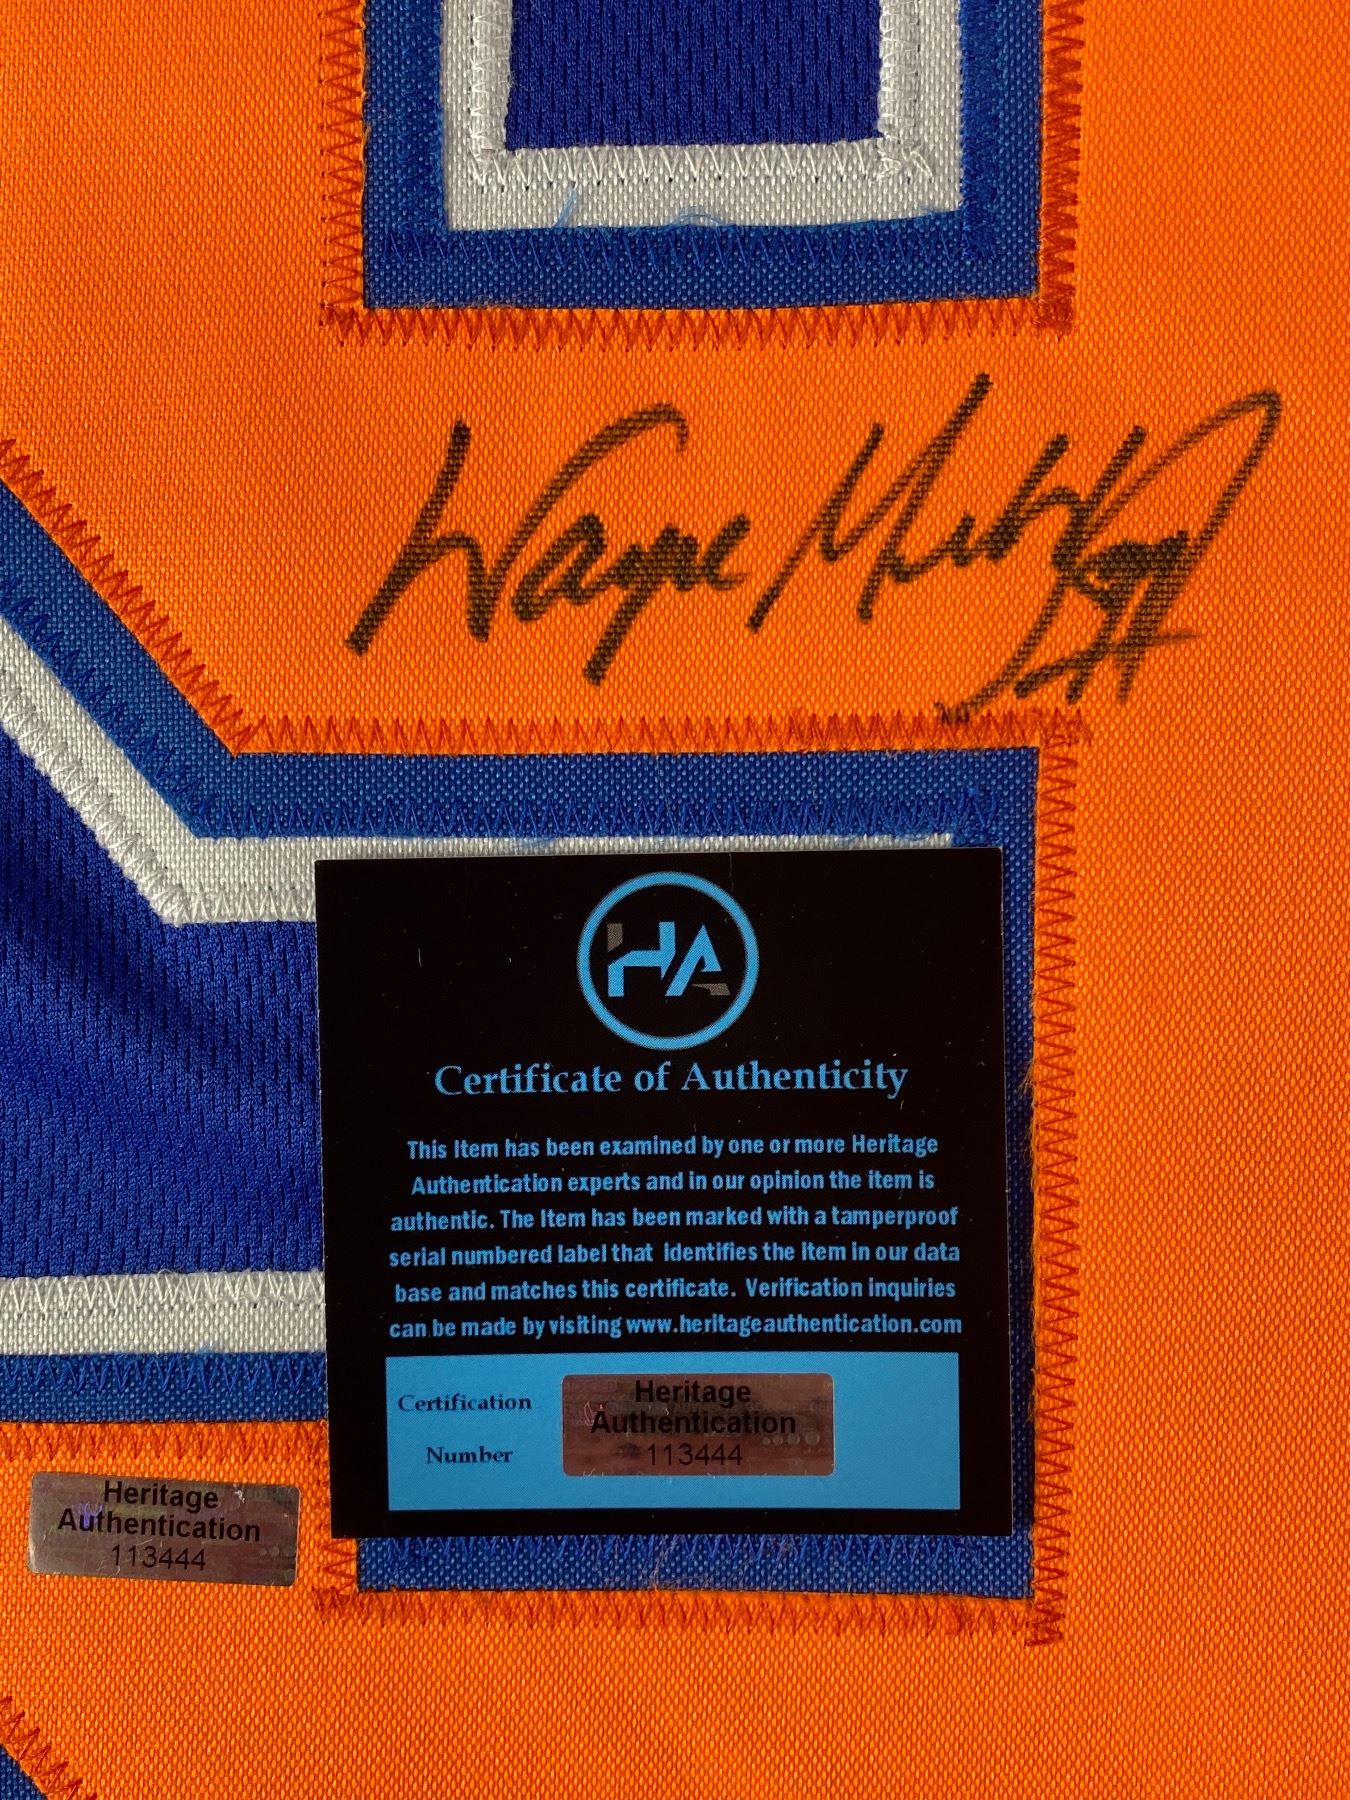 Wayne
HA
Certificate of Authenticity
This Item has been examined by one or more Heritage
Authentication experts and in our opinion the item is
authentic. The Item has been marked with a tamperproof
serial numbered label that identifies the item in our data
base and matches this certificate. Verification inquiries
can be made by visiting www.heritageauthentication.com
Certification
Number
Heritage
Authentication
113444
Heritage
Authentication
113444